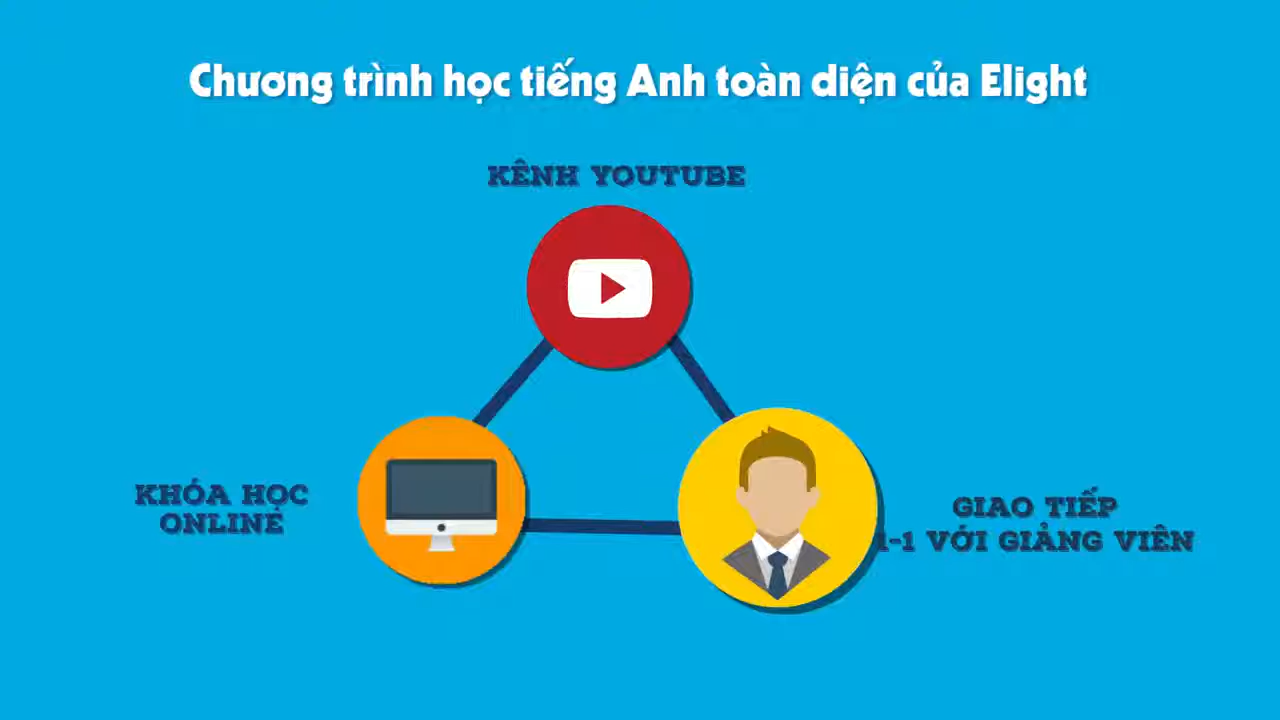 Chương trình học tiếng Anh toàn diện của Elight
KÊNH YOUTUBE
KHÓA HỌC
ONLINE
GIAO TIẾP
1-1 VỚI GIẢNG VIÊN